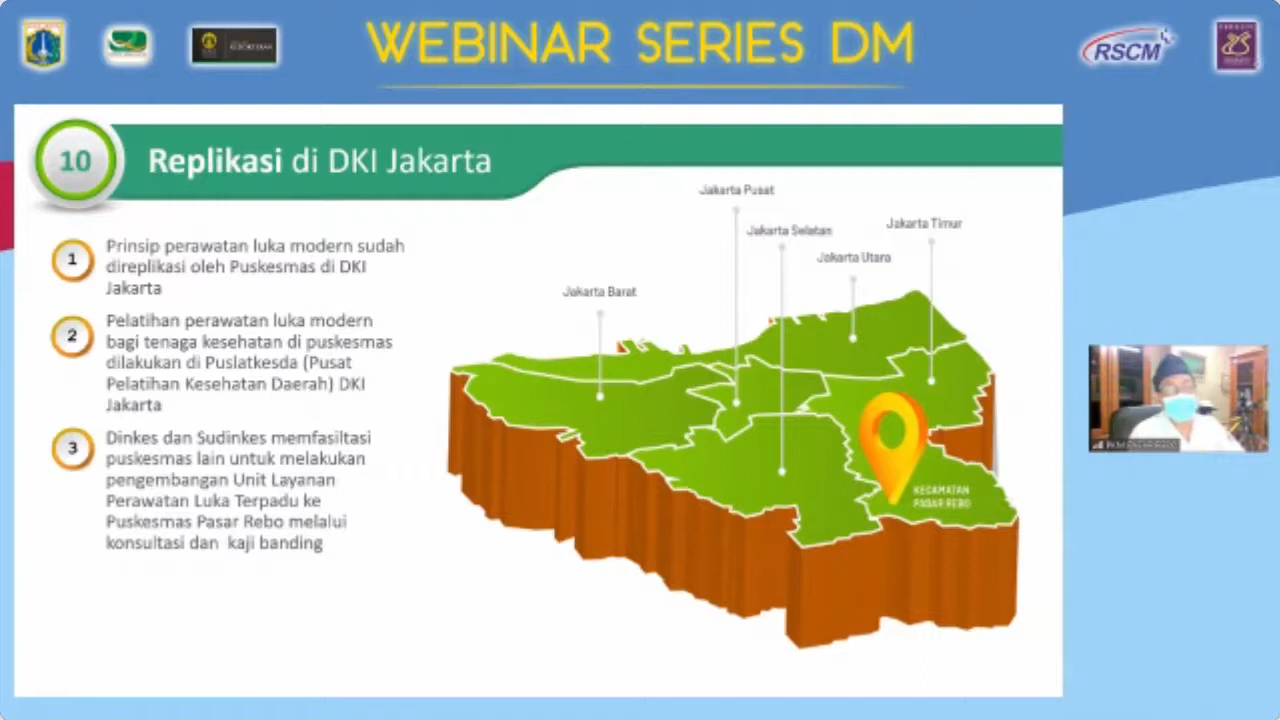 WEBINAR SERIES DM
RSCM
10
Replikasi di DKI Jakarta
1
Prinsip perawatan luka modern sudah
direplikasi oleh Puskesmas di DKI
Jakarta
2
Pelatihan perawatan luka modern
bagi tenaga kesehatan di puskesmas
dilakukan di Puslatkesda (Pusat
Pelatihan Kesehatan Daerah) DKI
Jakarta
3
Dinkes dan Sudinkes memfasiltasi
puskesmas lain untuk melakukan
pengembangan Unit Layanan
Perawatan Luka Terpadu ke
Puskesmas Pasar Rebo melalui
konsultasi dan kaji banding
Jakarta Pusat
Jakarta Selatan
Jakarta Timur
Jakarta Utara
Jakarta Barat
KECAMATAN
PASAR REBO